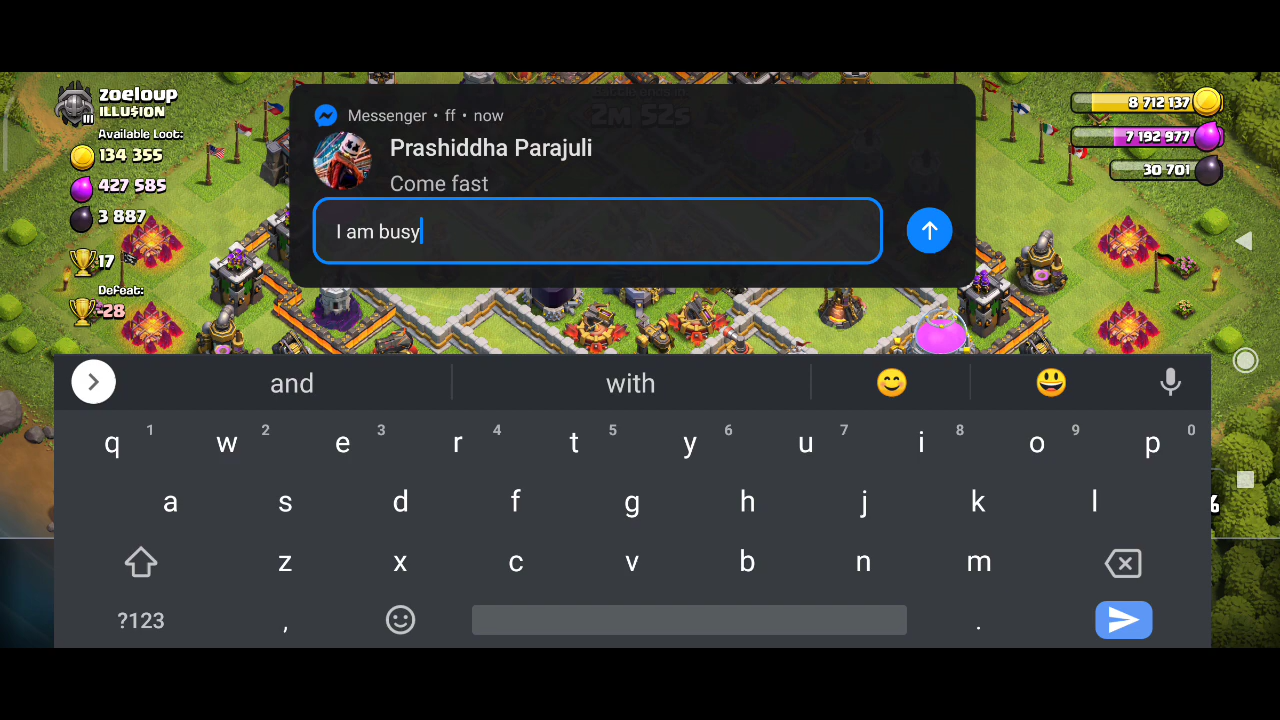 zoeloup
ILLU$ION
Available Loot:
134 355
427 585
3 887
17
Defeat:
-28
2M 52S
Messenger • ff • now
Prashiddha Parajuli
Come fast
I am busy
8 712 137
7 192 977
30 701
and with
q 1 w 2 e 3 r 4 t 5 y 6 u 7 i 8 o 9 p 0
a s d f g h j k l
z x c v b n m
?123 , .
%